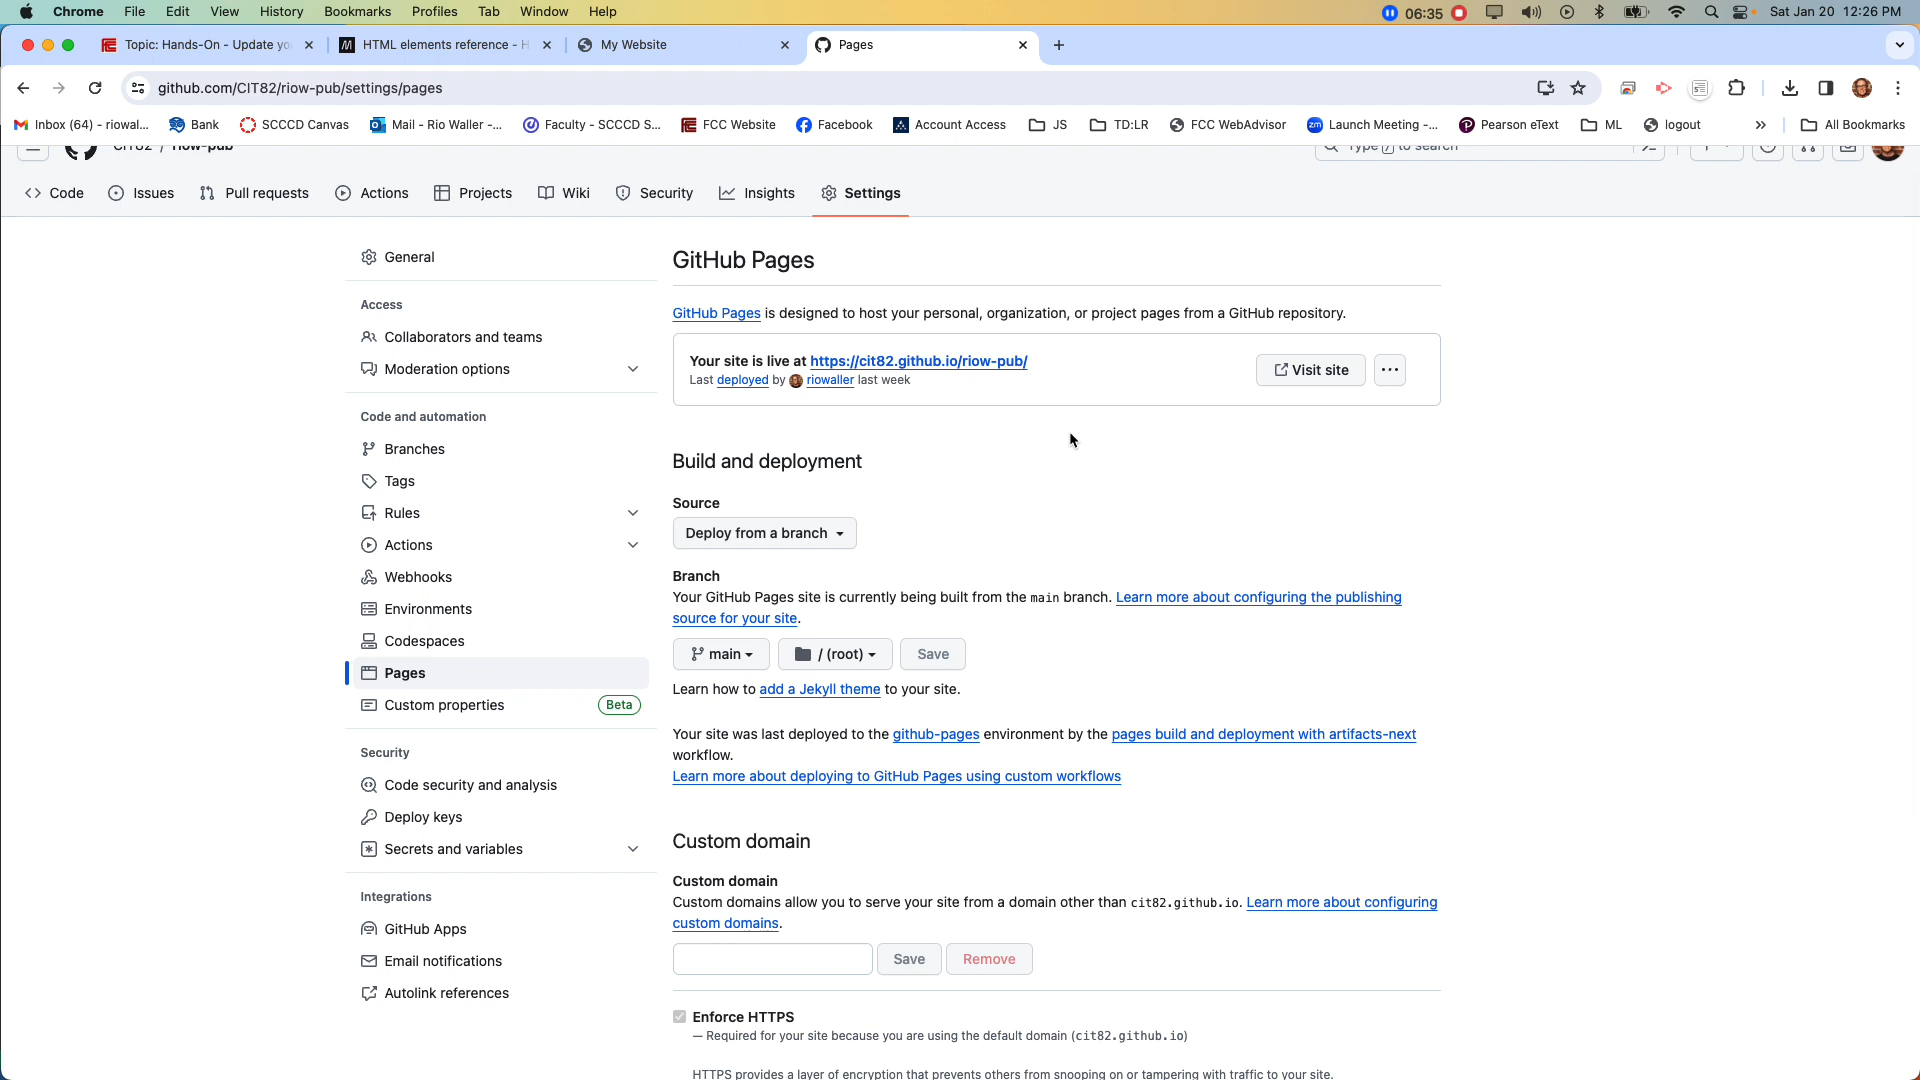 Chrome File Edit View History Bookmarks Profiles Tab Window Help 06:35 Sat Jan 20 12:26 PM
Topic: Hands-On - Update yo HTML elements reference - H My Website Pages
github.com/CIT82/riow-pub/settings/pages
Inbox (64) - riowal... Bank SCCCD Canvas Mail - Rio Waller -... Faculty - SCCCD S... FCC Website Facebook Account Access JS TD:LR FCC WebAdvisor Launch Meeting -... Pearson eText ML logout All Bookmarks
CIT82 / riow-pub Type / to search
Code Issues Pull requests Actions Projects Wiki Security Insights Settings
General
Access
Collaborators and teams
Moderation options
Code and automation
Branches
Tags
Rules
Actions
Webhooks
Environments
Codespaces
Pages
Custom properties Beta
Security
Code security and analysis
Deploy keys
Secrets and variables
Integrations
GitHub Apps
Email notifications
Autolink references
GitHub Pages
GitHub Pages is designed to host your personal, organization, or project pages from a GitHub repository.
Your site is live at https://cit82.github.io/riow-pub/
Last deployed by riowaller last week
Visit site
Build and deployment
Source
Deploy from a branch
Branch
Your GitHub Pages site is currently being built from the main branch. Learn more about configuring the publishing
source for your site.
main / (root) Save
Learn how to add a Jekyll theme to your site.
Your site was last deployed to the github-pages environment by the pages build and deployment with artifacts-next
workflow.
Learn more about deploying to GitHub Pages using custom workflows
Custom domain
Custom domain
Custom domains allow you to serve your site from a domain other than cit82.github.io. Learn more about configuring
custom domains.
Save Remove
Enforce HTTPS
— Required for your site because you are using the default domain (cit82.github.io)
HTTPS provides a layer of encryption that prevents others from snooping on or tampering with traffic to your site.